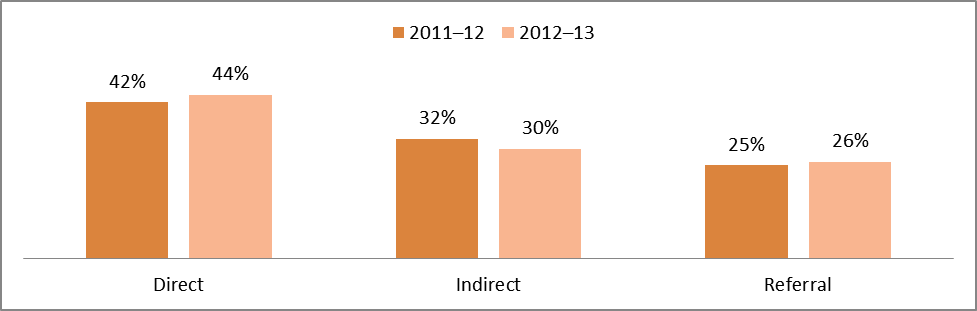 2011–12 2012–13
42% 44%
32% 30%
25% 26%
Direct Indirect Referral